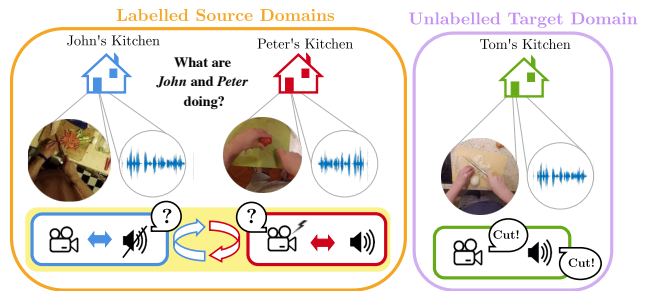 Labelled Source Domains
Unlabelled Target Domain
John's Kitchen
Peter's Kitchen
Tom's Kitchen
What are
John and Peter
doing?
?
?
Cut!
Cut!